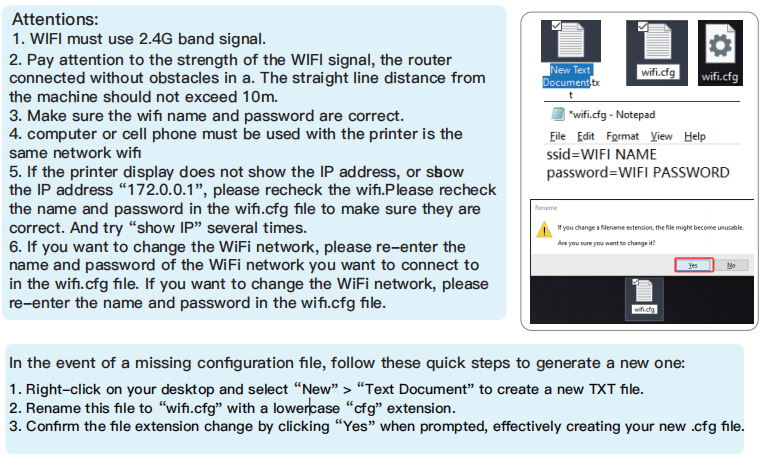 Attentions:
1. WIFI must use 2.4G band signal.
2. Pay attention to the strength of the WIFI signal, the router
connected without obstacles in a. The straight line distance from
the machine should not exceed 10m.
3. Make sure the wifi name and password are correct.
4. computer or cell phone must be used with the printer is the
same network wifi
5. If the printer display does not show the IP address, or show
the IP address “172.0.0.1”, please recheck the wifi.Please recheck
the name and password in the wifi.cfg file to make sure they are
correct. And try “show IP” several times.
6. If you want to change the WiFi network, please re-enter the
name and password of the WiFi network you want to connect to
in the wifi.cfg file. If you want to change the WiFi network, please
re-enter the name and password in the wifi.cfg file.
New Text
Document.tx
t
wifi.cfg
wifi.cfg
*wifi.cfg - Notepad
File Edit Format View Help
ssid=WIFI NAME
password=WIFI PASSWORD
Rename
If you change a filename extension, the file might become unusable.
Are you sure you want to change it?
Yes No
wifi.cfg
In the event of a missing configuration file, follow these quick steps to generate a new one:
1. Right-click on your desktop and select “New” > “Text Document” to create a new TXT file.
2. Rename this file to “wifi.cfg” with a lowercase “cfg” extension.
3. Confirm the file extension change by clicking “Yes” when prompted, effectively creating your new .cfg file.